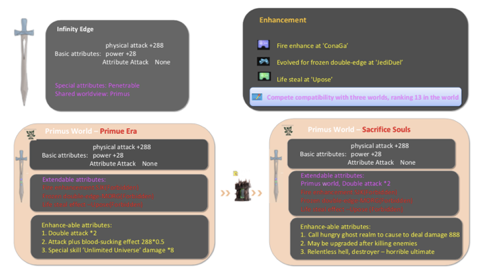 Infinity Edge
physical attack +288
Basic attributes: power +28
Attribute Attack None
Special attributes: Penetrable
Shared worldview: Primus
Enhancement
Fire enhance at 'ConaGa'
Evolved for frozen double-edge at 'JediDuel'
Life steal at 'Upose'
Compete compatibility with three worlds, ranking 13 in the world
Primus World – Primue Era
physical attack +288
Basic attributes: power +28
Attribute Attack None
Extendable attributes:
Enhance-able attributes:
1. Double attack *2
2. Attack plus blood-sucking effect 288*0.5
3. Special skill 'Unlimited Universe' damage *8
Primus World – Sacrifice Souls
physical attack +288
Basic attributes: power +28
Attribute Attack None
Extendable attributes:
Primus world, Double attack *2
Enhance-able attributes:
1. Call hungry ghost realm to cause to deal damage 888
2. May be upgraded after killing enemies
3. Relentless hell, destroyer – horrible ultimate